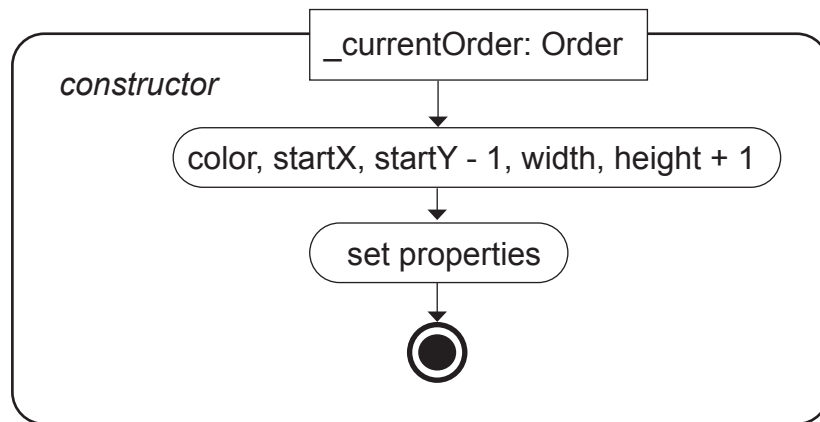 _currentOrder: Order
constructor
color, startX, startY - 1, width, height + 1
set properties